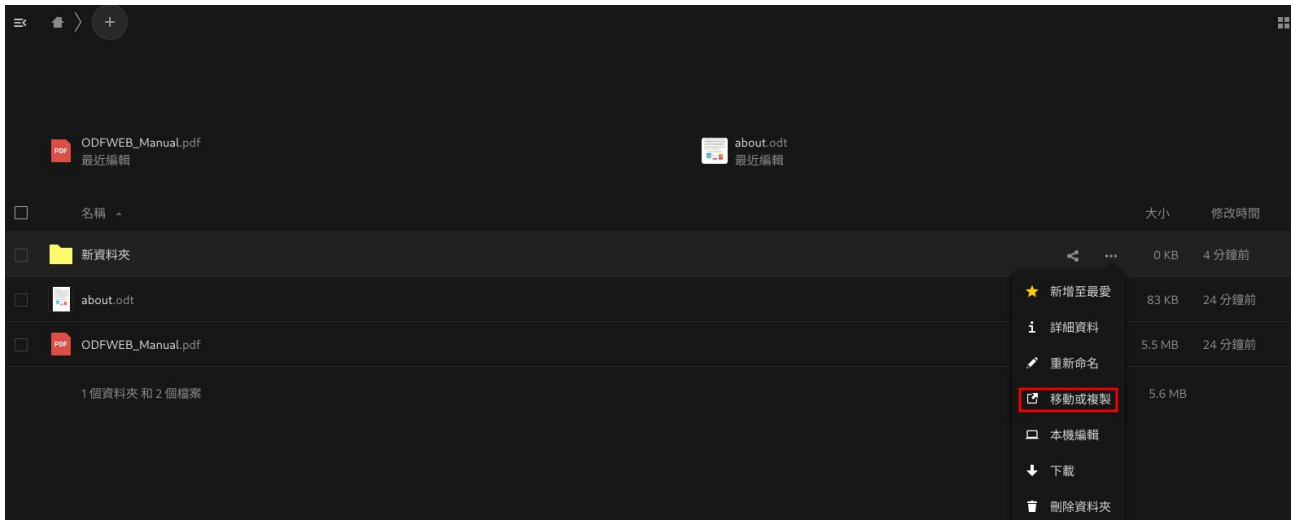 ODFWEB_Manual.pdf
最近編輯
about.odt
最近編輯
名稱
大小
修改時間
新資料夾
0 KB
4 分鐘前
about.odt
83 KB
24 分鐘前
PDF
ODFWEB_Manual.pdf
5.5 MB
24 分鐘前
1 個資料夾 和 2 個檔案
5.6 MB
新增至最愛
詳細資料
重新命名
移動或複製
本機編輯
下載
刪除資料夾